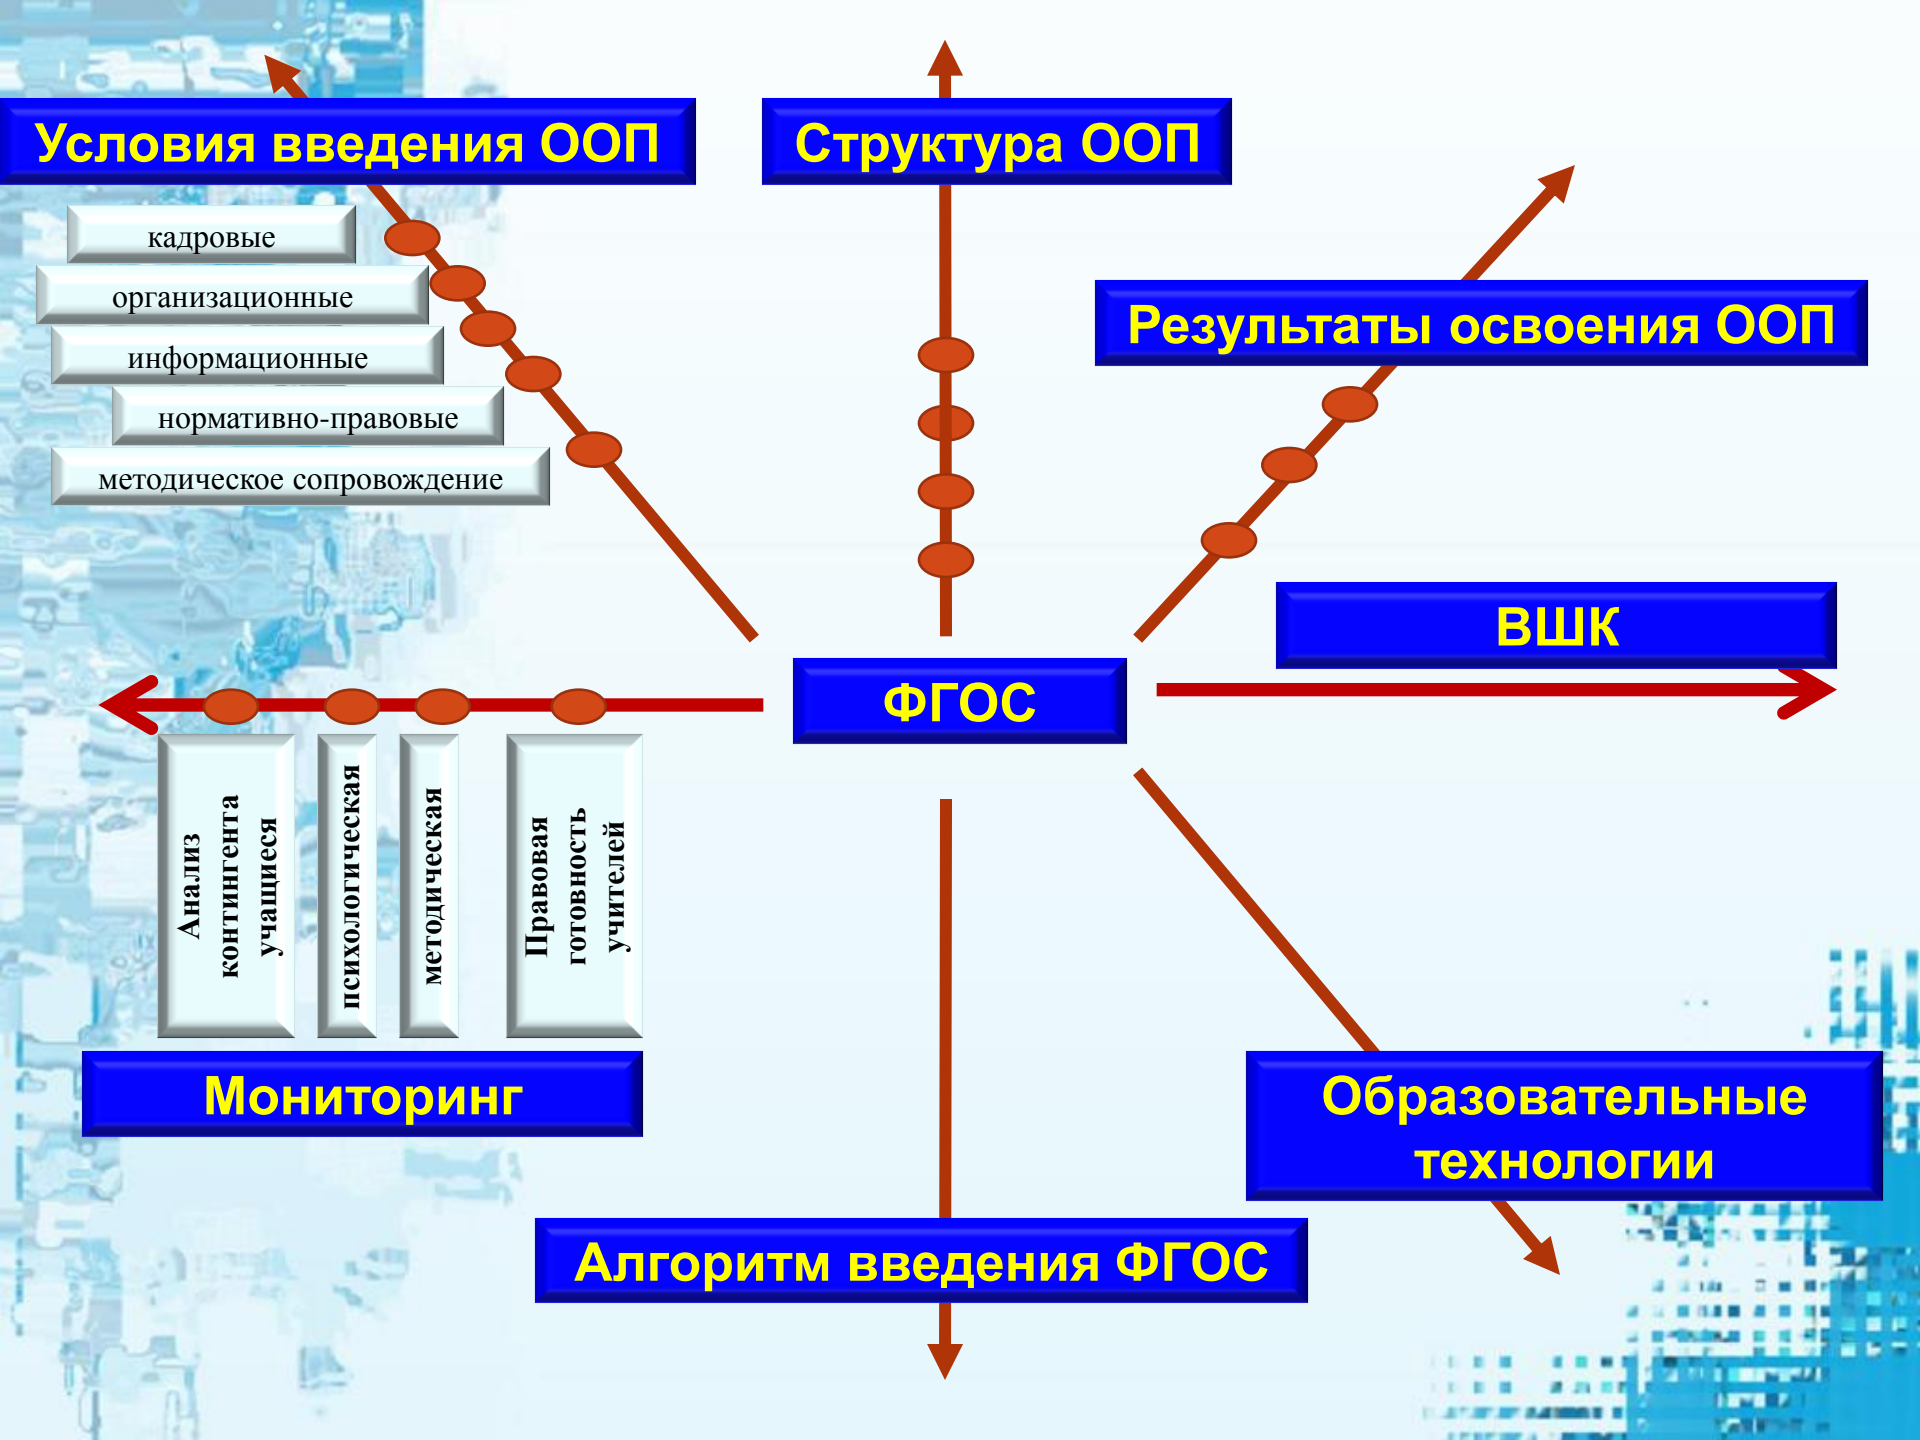 Условия введения ООП
Структура ООП
кадровые
организационные
информационные
нормативно-правовые
методическое сопровождение
Результаты освоения ООП
ВШК
ФГОС
Анализ
контингента
учащиеся
психологическая
методическая
Правовая
готовность
учителей
Мониторинг
Образовательные
технологии
Алгоритм введения ФГОС